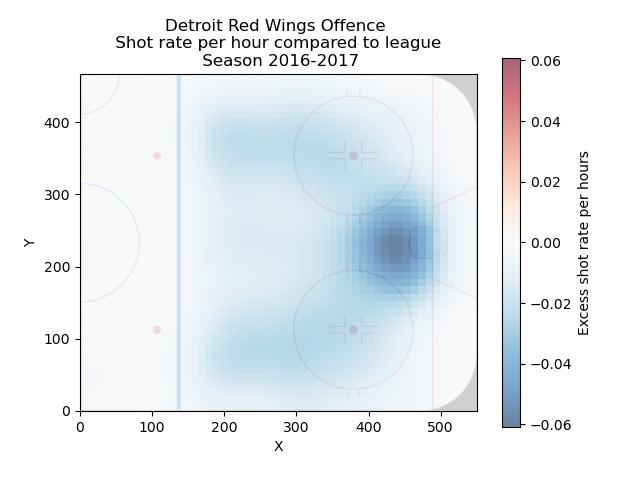 Detroit Red Wings Offence
Shot rate per hour compared to league
Season 2016-2017
0.06
0.04
0.02
0.00
−0.02
−0.04
−0.06
Excess shot rate per hours
400
300
200
100
0
Y
0 100 200 300 400 500
X